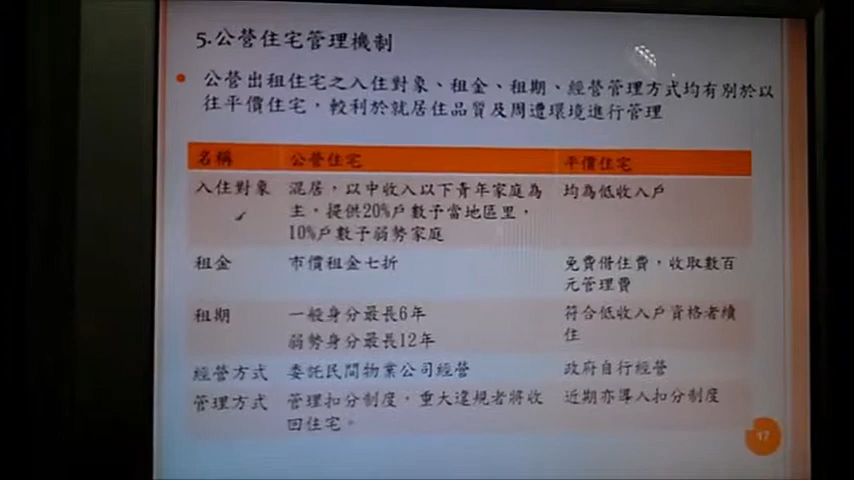 5.公營住宅管理機制
公營出租住宅之入住對象、租金、租期、經營管理方式均有別於以
往平價住宅，較利於就居住品質及周遭環境進行管理
名稱 公營住宅 平價住宅
入住對象 混居，以中收入以下青年家庭為 均為低收入戶
主，提供20%戶數予當地區里，
10%戶數予弱勢家庭
租金 市價租金七折 免費借住費，收取數百
元管理費
租期 一般身分最長6年 符合低收入戶資格者續
弱勢身分最長12年 住
經營方式 委託民間物業公司經營 政府自行經營
管理方式 管理扣分制度，重大違規者將收 近期亦導入扣分制度
回住宅。
17